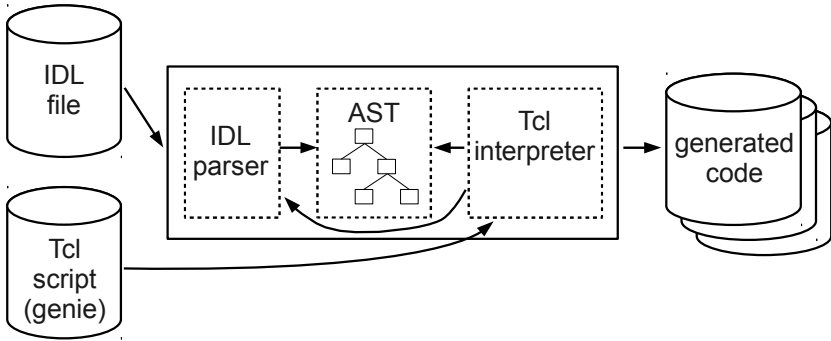 IDL
file
IDL
parser
AST
Tcl
interpreter
generated
code
Tcl
script
(genie)